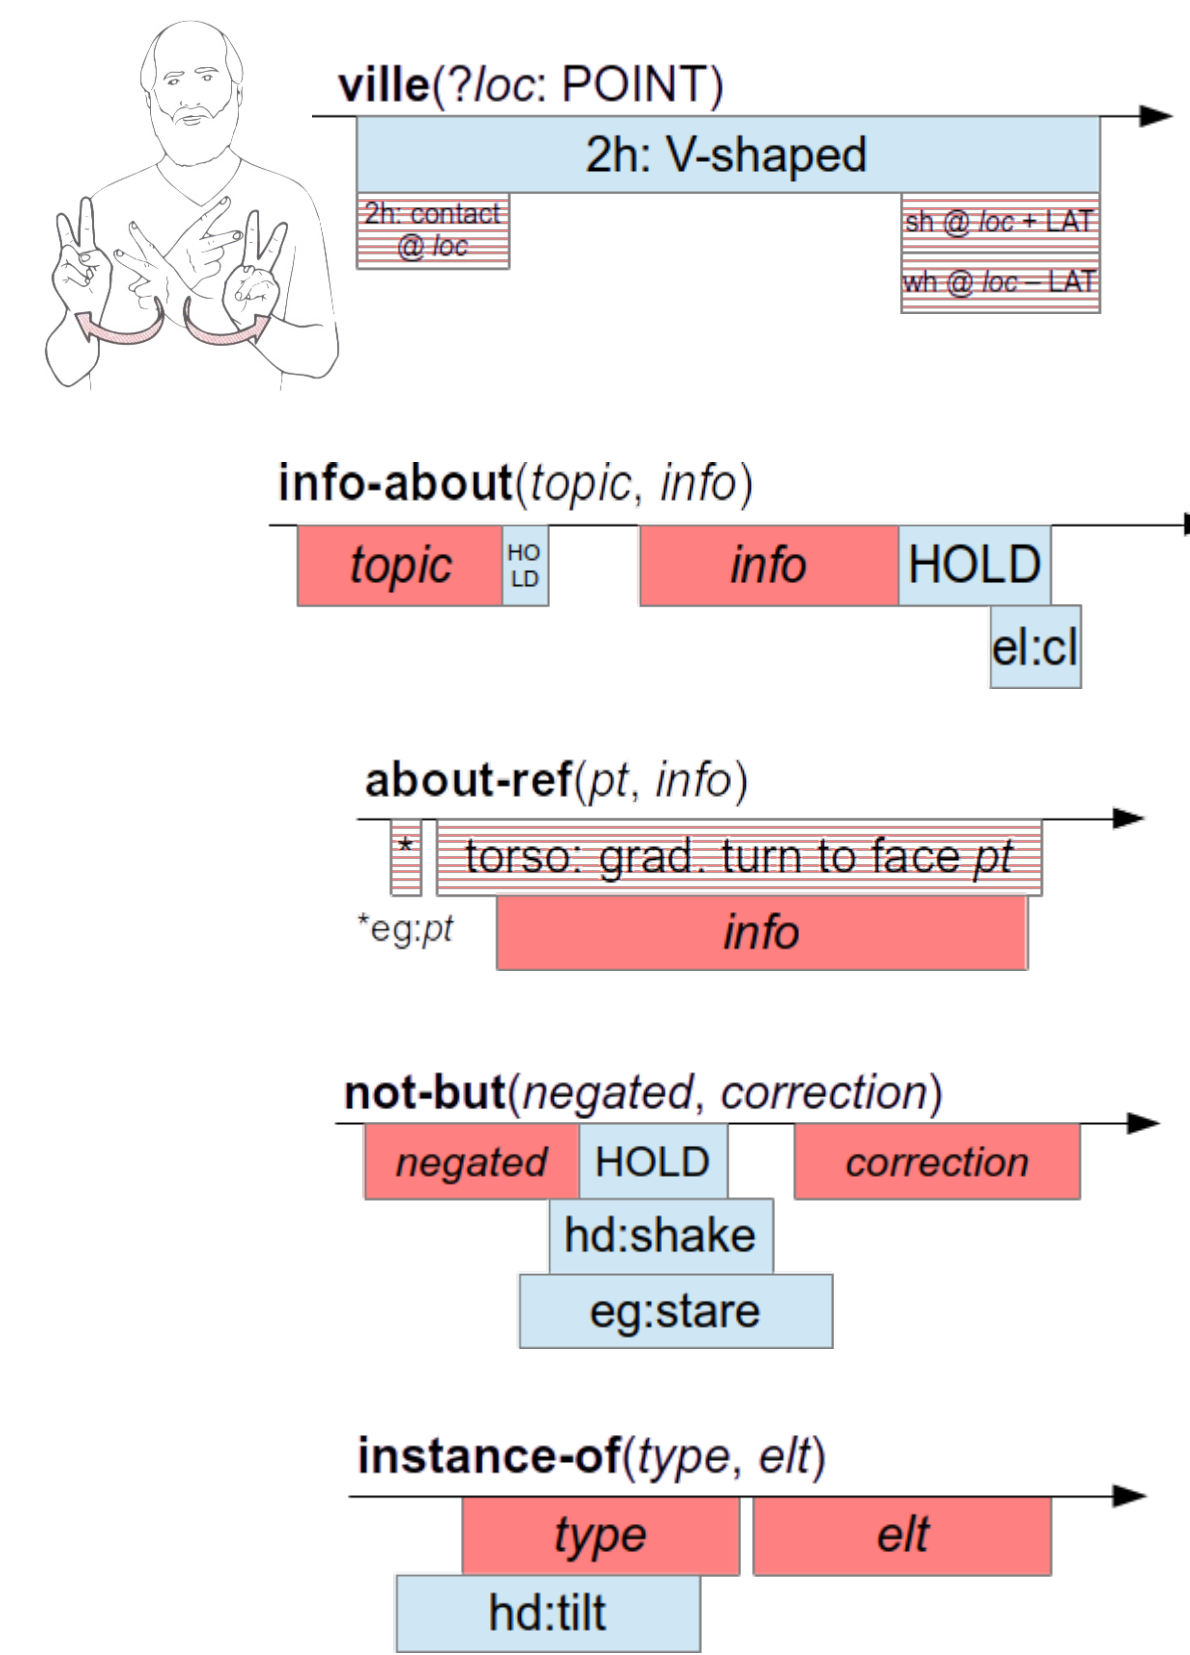 ville(?loc: POINT)
2h: V-shaped
2h: contact
@ loc
sh @ loc + LAT
wh @ loc – LAT
info-about(topic, info)
topic
HO
LD
info
HOLD
el:cl
about-ref(pt, info)
*
torso: grad. turn to face pt
*eg:pt
info
not-but(negated, correction)
negated
HOLD
correction
hd:shake
eg:stare
instance-of(type, elt)
type
elt
hd:tilt